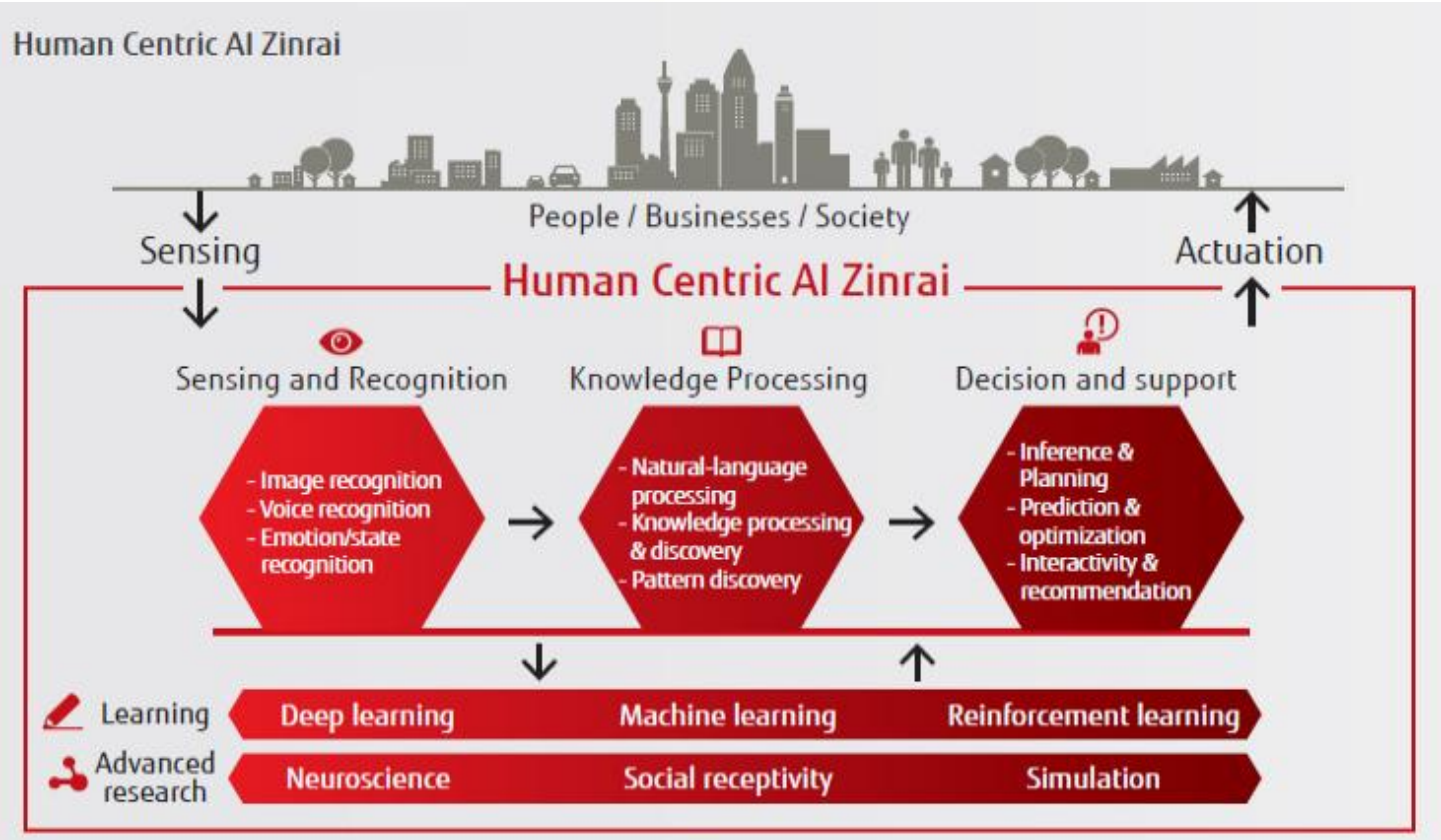 Human Centric AI Zinrai
People / Businesses / Society
Sensing
Actuation
Human Centric AI Zinrai
Sensing and Recognition
- Image recognition
- Voice recognition
- Emotion/state
recognition
Knowledge Processing
- Natural-language
processing
- Knowledge processing
& discovery
- Pattern discovery
Decision and support
- Inference &
Planning
- Prediction &
optimization
- Interactivity &
recommendation
Learning
Deep learning
Machine learning
Reinforcement learning
Advanced
research
Neuroscience
Social receptivity
Simulation